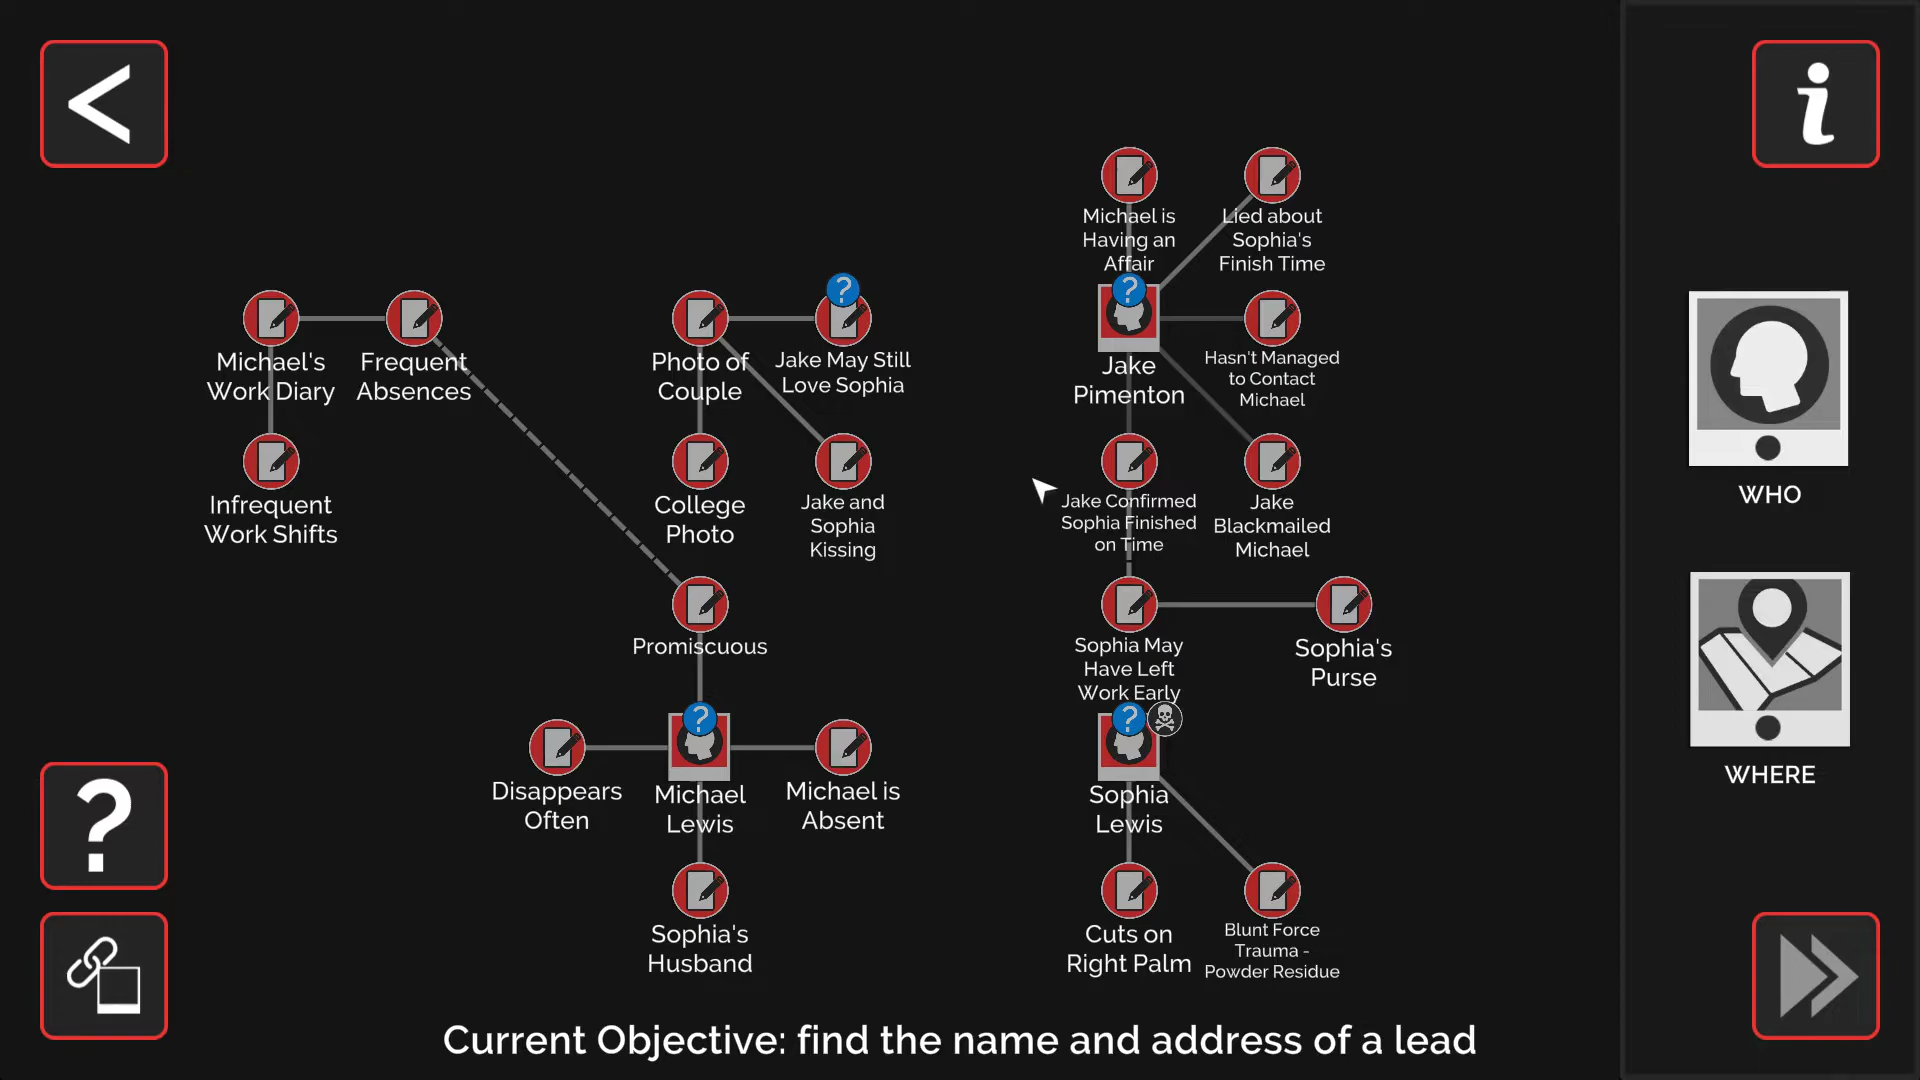 Michael is
Having an
Affair
Lied about
Sophia's
Finish Time
Michael's
Work Diary
Frequent
Absences
Photo of
Couple
Jake May Still
Love Sophia
Jake
Pimenton
Hasn't Managed
to Contact
Michael
Infrequent
Work Shifts
College
Photo
Jake and
Sophia
Kissing
Jake Confirmed
Sophia Finished
on Time
Jake
Blackmailed
Michael
WHO
Promiscuous
Sophia May
Have Left
Work Early
Sophia's
Purse
WHERE
Disappears
Often
Michael
Lewis
Michael is
Absent
Sophia
Lewis
Sophia's
Husband
Cuts on
Right Palm
Blunt Force
Trauma -
Powder Residue
Current Objective: find the name and address of a lead